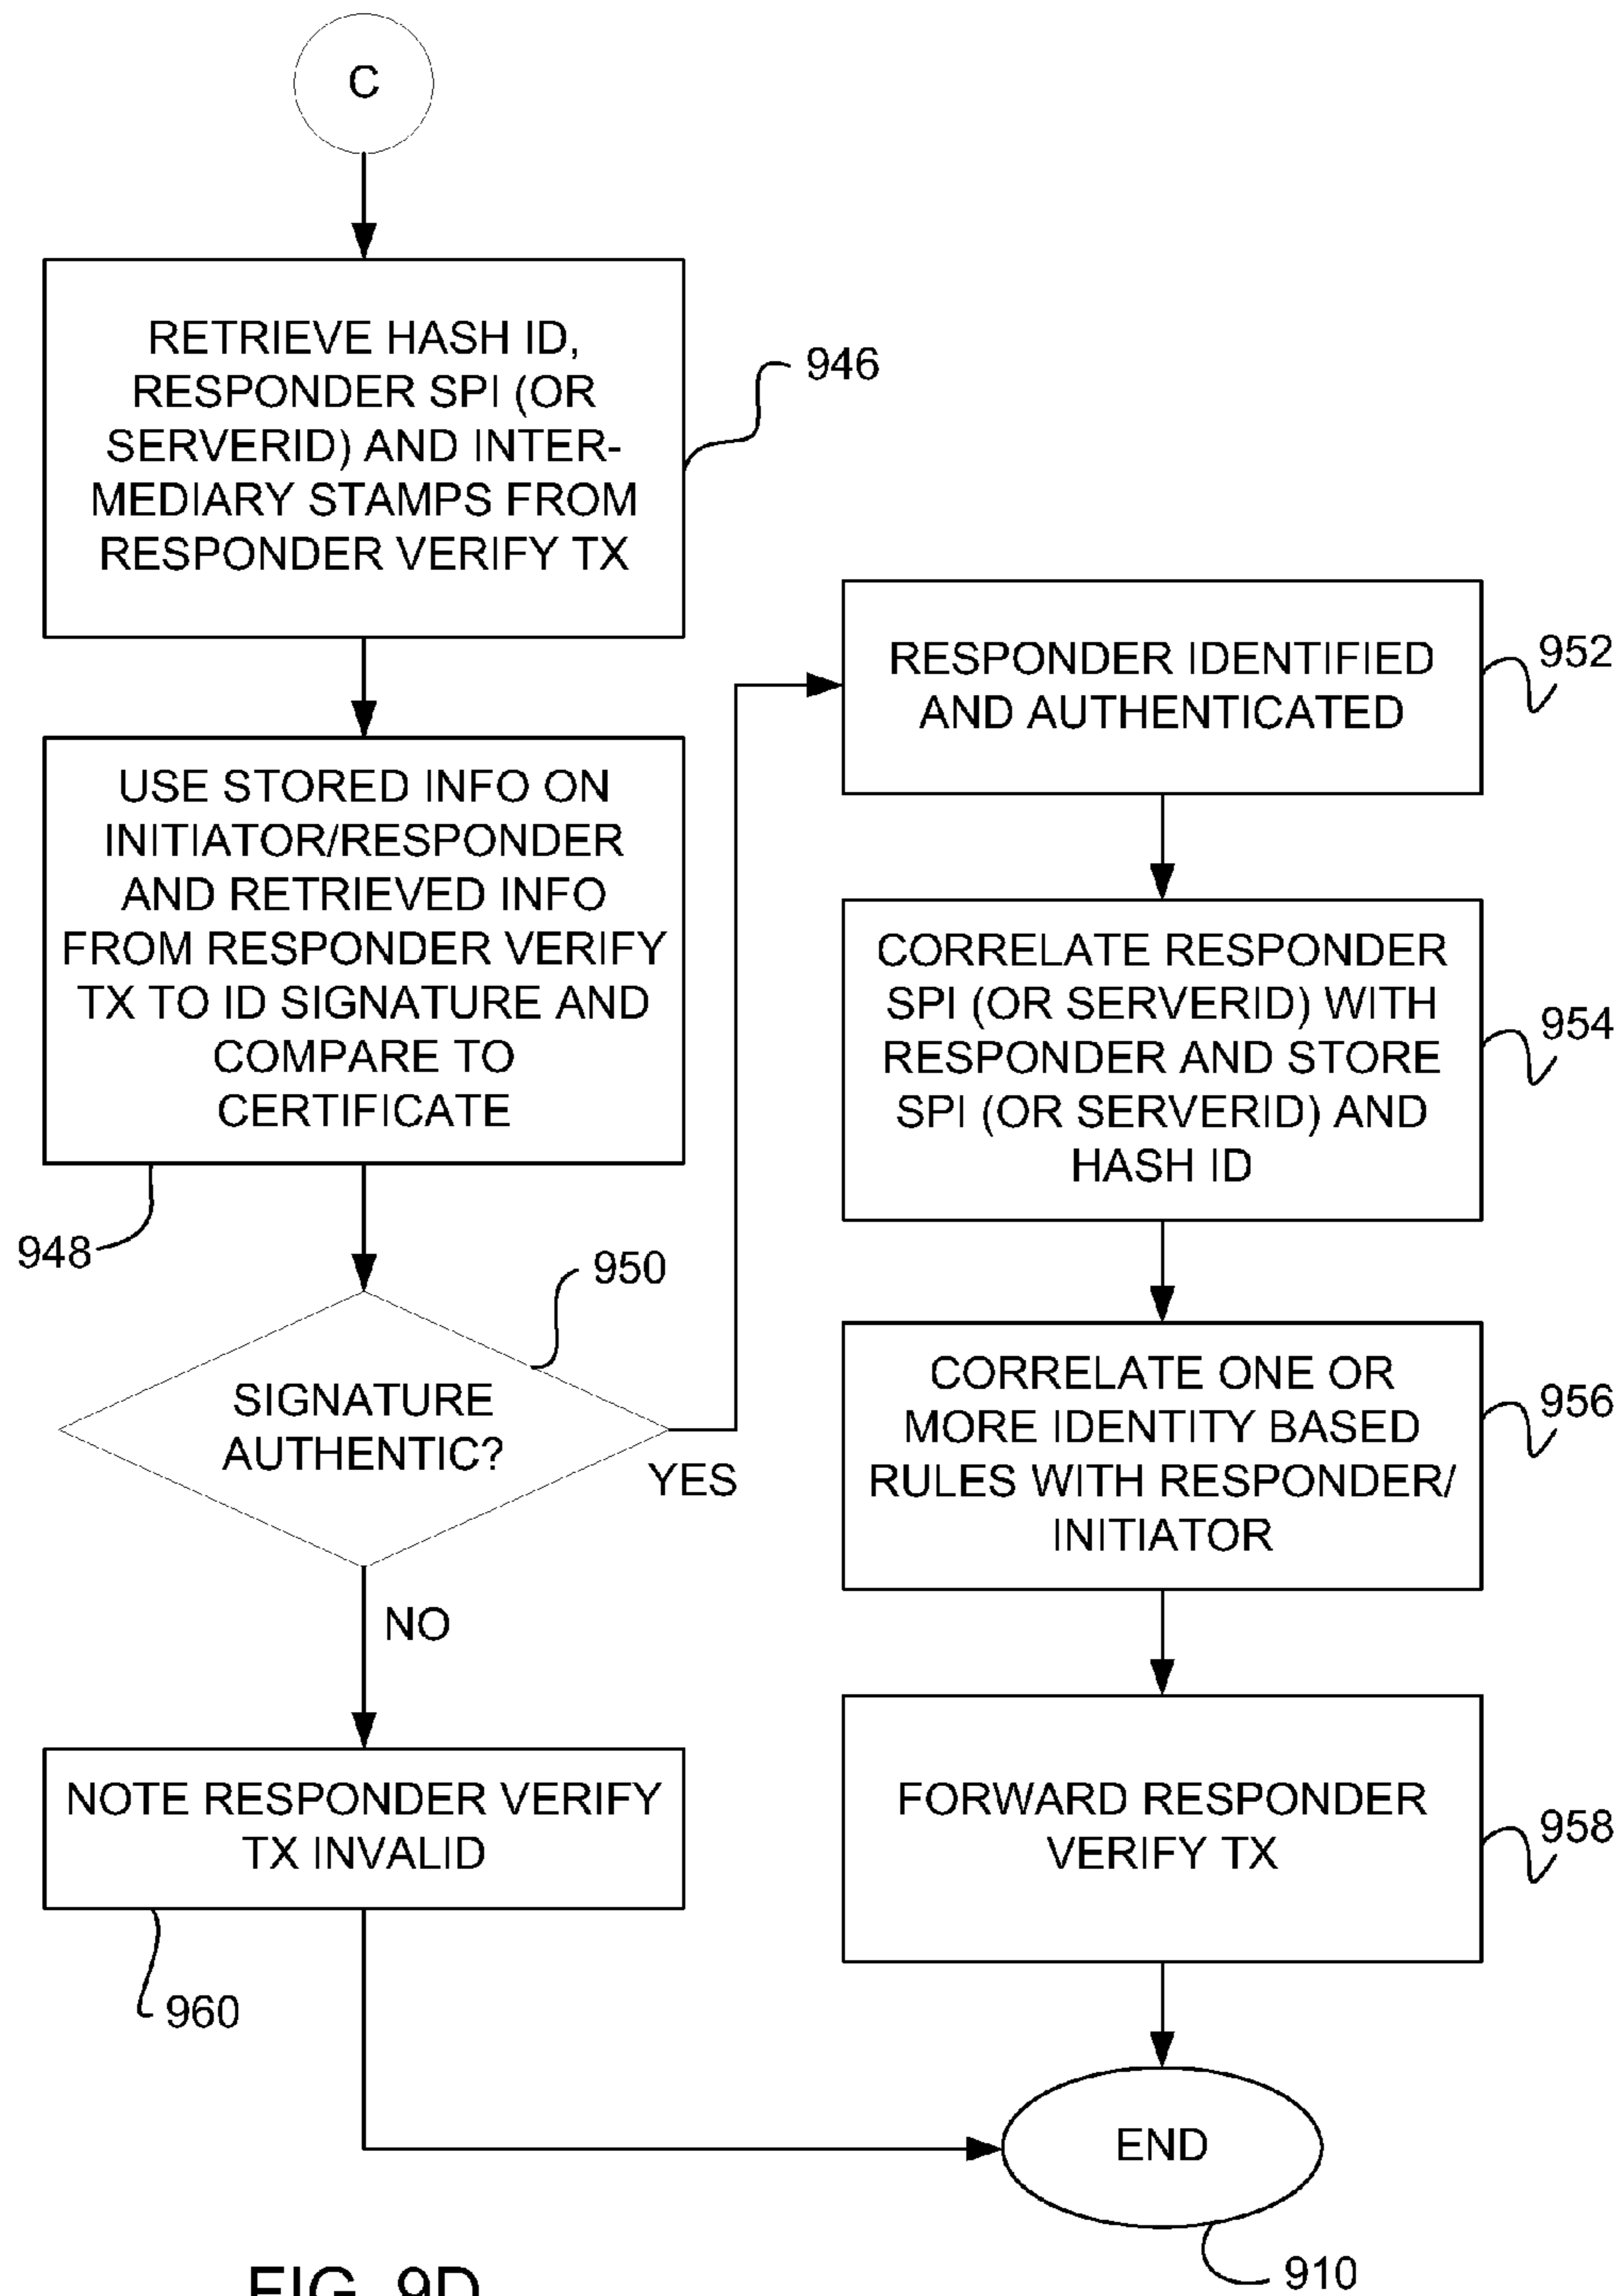 C
RETRIEVE HASH ID,
RESPONDER SPI (OR
SERVERID) AND INTER-
MEDIARY STAMPS FROM
RESPONDER VERIFY TX
946
USE STORED INFO ON
INITIATOR/RESPONDER
AND RETRIEVED INFO
FROM RESPONDER VERIFY
TX TO ID SIGNATURE AND
COMPARE TO
CERTIFICATE
948
SIGNATURE
AUTHENTIC?
950
YES
NO
NOTE RESPONDER VERIFY
TX INVALID
960
RESPONDER IDENTIFIED
AND AUTHENTICATED
952
CORRELATE RESPONDER
SPI (OR SERVERID) WITH
RESPONDER AND STORE
SPI (OR SERVERID) AND
HASH ID
954
CORRELATE ONE OR
MORE IDENTITY BASED
RULES WITH RESPONDER/
INITIATOR
956
FORWARD RESPONDER
VERIFY TX
958
END
910
FIG. 9D